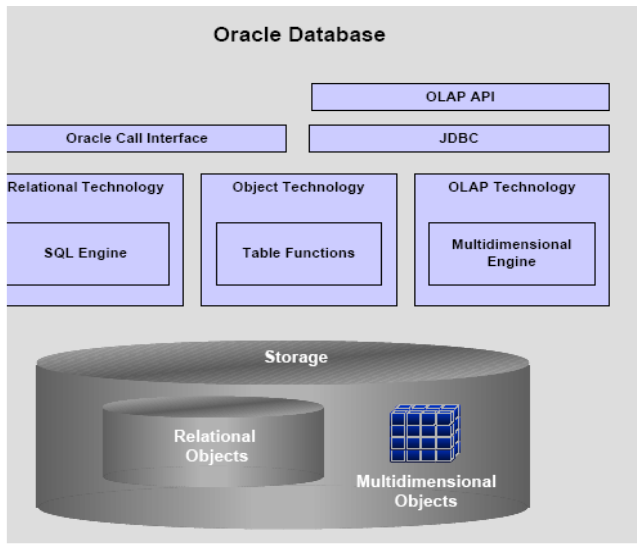 Oracle Database
OLAP API
Oracle Call Interface
JDBC
Relational Technology
Object Technology
OLAP Technology
SQL Engine
Table Functions
Multidimensional
Engine
Storage
Relational
Objects
Multidimensional
Objects